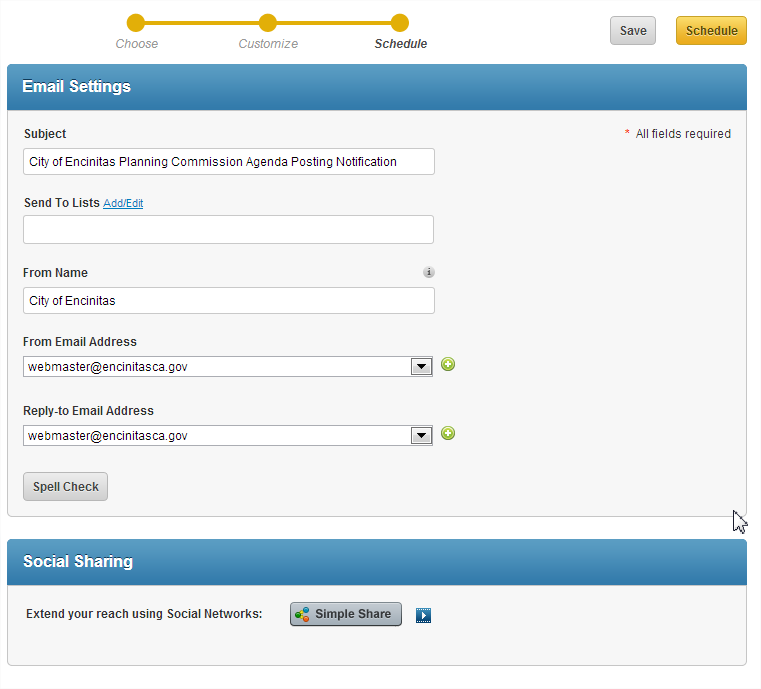 Choose Customize Schedule Save Schedule
Email Settings
Subject * All fields required
City of Encinitas Planning Commission Agenda Posting Notification
Send To Lists Add/Edit
From Name i
City of Encinitas
From Email Address
webmaster@encinitasca.gov
Reply-to Email Address
webmaster@encinitasca.gov
Spell Check
Social Sharing
Extend your reach using Social Networks: Simple Share